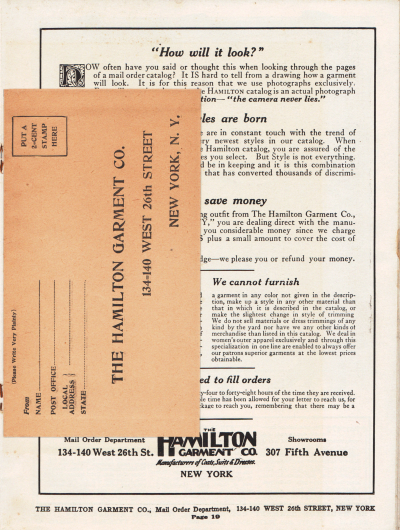 "How will it look?"
NOW often have you said or thought this when looking through the pages
of a mail order catalog? It IS hard to tell from a drawing how a garment
will look. It is for this reason that we use photographs exclusively.
HAMILTON catalog is an actual photograph
"the camera never lies."
are born
are in constant touch with the trend of
newest styles in our catalog. When
Hamilton catalog, you are assured of the
you select. But Style is not everything.
be in keeping and it is this combination
that has converted thousands of discrimi-
save money
outfit from The Hamilton Garment Co.,
you are dealing directly with the manu-
you considerable money since we charge
plus a small amount to cover the cost of
we please you or refund your money.
We cannot furnish
a garment in any color not given in the descrip-
tion, make up a style in any other material than
that in which it is described in the catalog, or
make the slightest change in style of trimming
We do not sell materials or dress trimmings of any
kind by the yard nor have we any other kinds of
merchandise than listed in this catalog. We deal in
women's outer apparel exclusively and through this
specialization in one line are enabled to always offer
our patrons superior garments at the lowest prices
obtainable.
to fill orders
to forty-eight hours of the time they are received.
time has been allowed for your letter to reach us, for
to reach you, remembering that there may be a
PUT A
2-CENT
STAMP
HERE
THE HAMILTON GARMENT CO.
134-140 WEST 26th STREET
NEW YORK, N. Y.
(Please Write Very Plainly)
From
NAME
POST OFFICE
LOCAL
ADDRESS
STATE
Mail Order Department
134-140 West 26th St.
THE
HAMILTON
GARMENT CO.
Manufacturers of Coats, Suits & Dresses.
NEW YORK
Showrooms
307 Fifth Avenue
THE HAMILTON GARMENT CO., Mail Order Department, 134-140 WEST 26th STREET, NEW YORK
Page 19